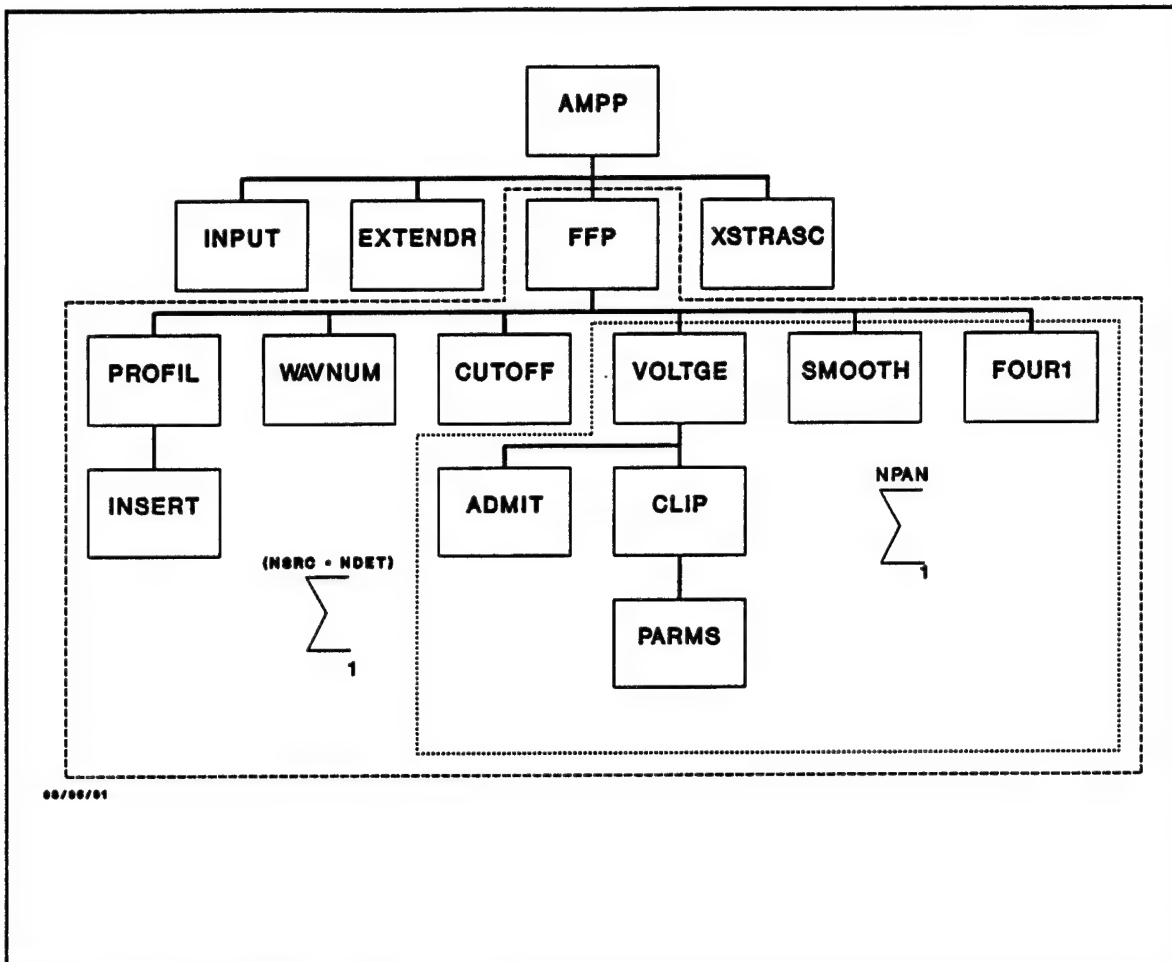 AMPP
INPUT
EXTENDR
FFP
XSTRASC
PROFIL
WAVNUM
CUTOFF
VOLTGE
SMOOTH
FOUR1
INSERT
ADMIT
CLIP
NPAN
∑
1
(NSRC * NDET)
∑
1
PARMS